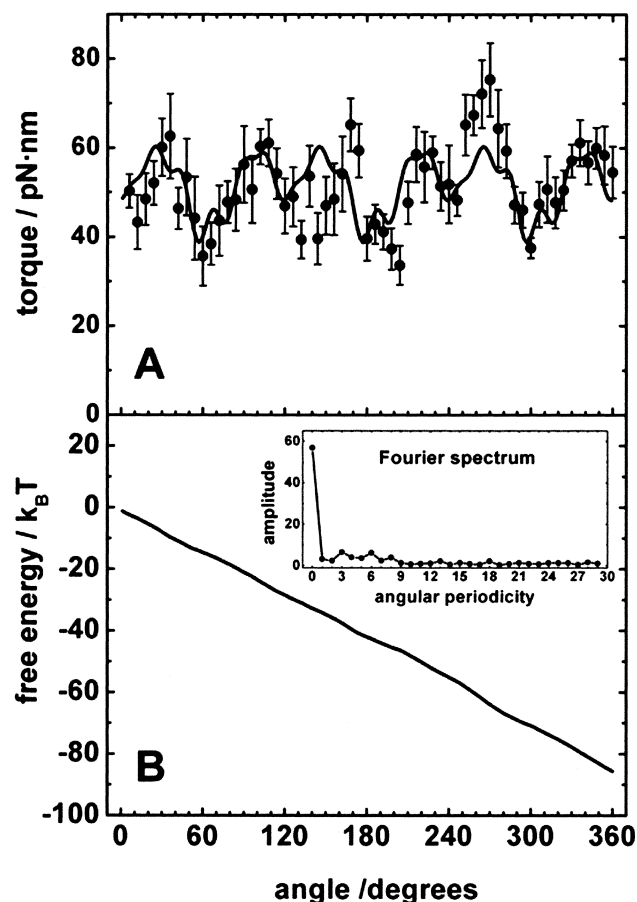 80
60
40
20
0
torque / pN·nm
A
20
0
-20
-40
-60
-80
-100
free energy / k_BT
B
60
40
20
0
amplitude
Fourier spectrum
0 3 6 9 12 15 18 21 24 27 30
angular periodicity
0 60 120 180 240 300 360
angle /degrees